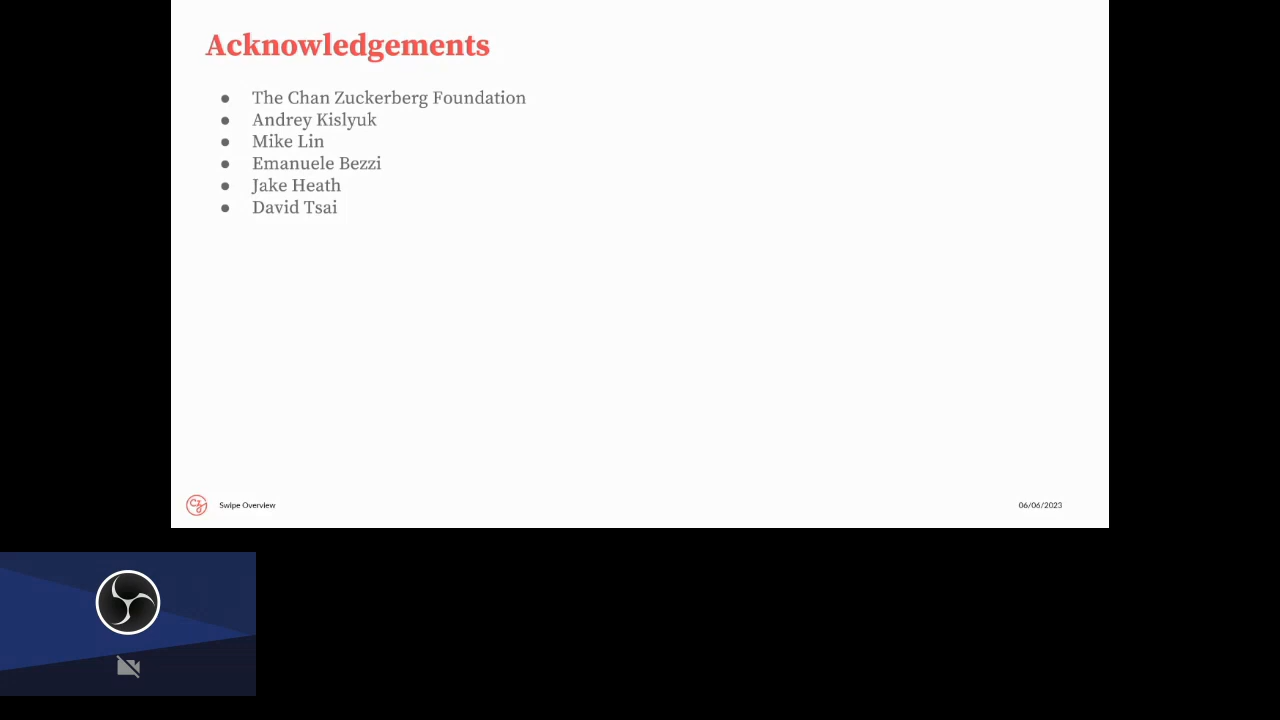 Acknowledgements
● The Chan Zuckerberg Foundation
● Andrey Kislyuk
● Mike Lin
● Emanuele Bezzi
● Jake Heath
● David Tsai
CZI Swipe Overview 06/06/2023